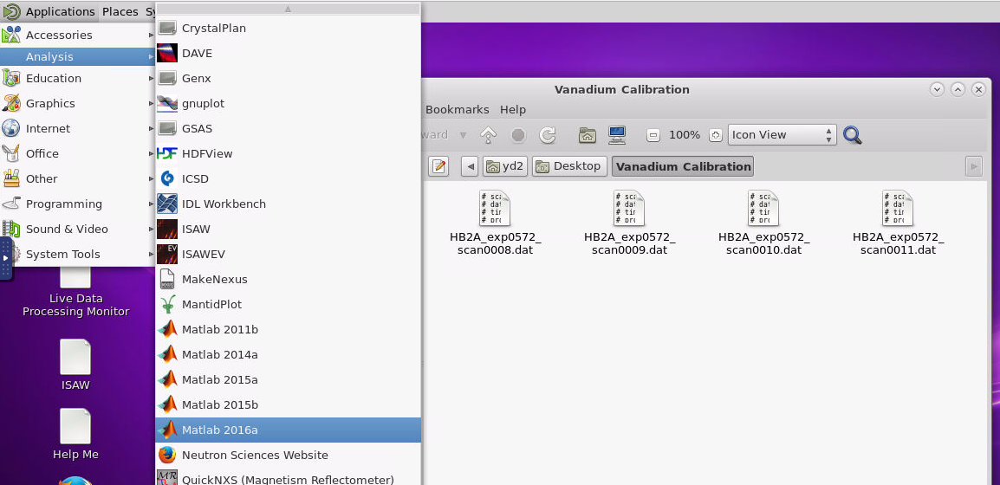 Applications Places Sy
Accessories
Analysis
Education
Graphics
Internet
Office
Other
Programming
Sound & Video
System Tools
CrystalPlan
DAVE
Genx
gnuplot
GSAS
HDFView
ICSD
IDL Workbench
ISAW
ISAWEV
MakeNexus
MantidPlot
Matlab 2011b
Matlab 2014a
Matlab 2015a
Matlab 2015b
Matlab 2016a
Neutron Sciences Website
QuickNXS (Magnetism Reflectometer)
Live Data
Processing Monitor
ISAW
Help Me
Vanadium Calibration
Bookmarks Help
ward 100% Icon View
yd2 Desktop Vanadium Calibration
HB2A_exp0572_
scan0008.dat
HB2A_exp0572_
scan0009.dat
HB2A_exp0572_
scan0010.dat
HB2A_exp0572_
scan0011.dat